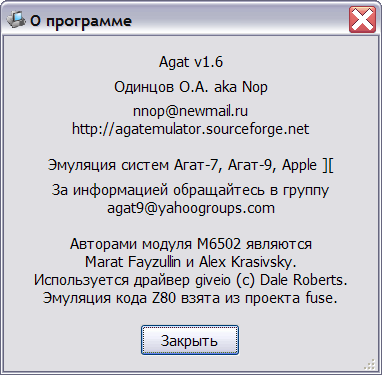 О программе
Agat v1.6
Одинцов О.А. aka Nop
nnop@newmail.ru
http://agatemulator.sourceforge.net
Эмуляция систем Агат-7, Агат-9, Apple ][
За информацией обращайтесь в группу
agat9@yahoogroups.com
Авторами модуля M6502 являются
Marat Fayzullin и Alex Krasivsky.
Используется драйвер giveio (c) Dale Roberts.
Эмуляция кода Z80 взята из проекта fuse.
Закрыть